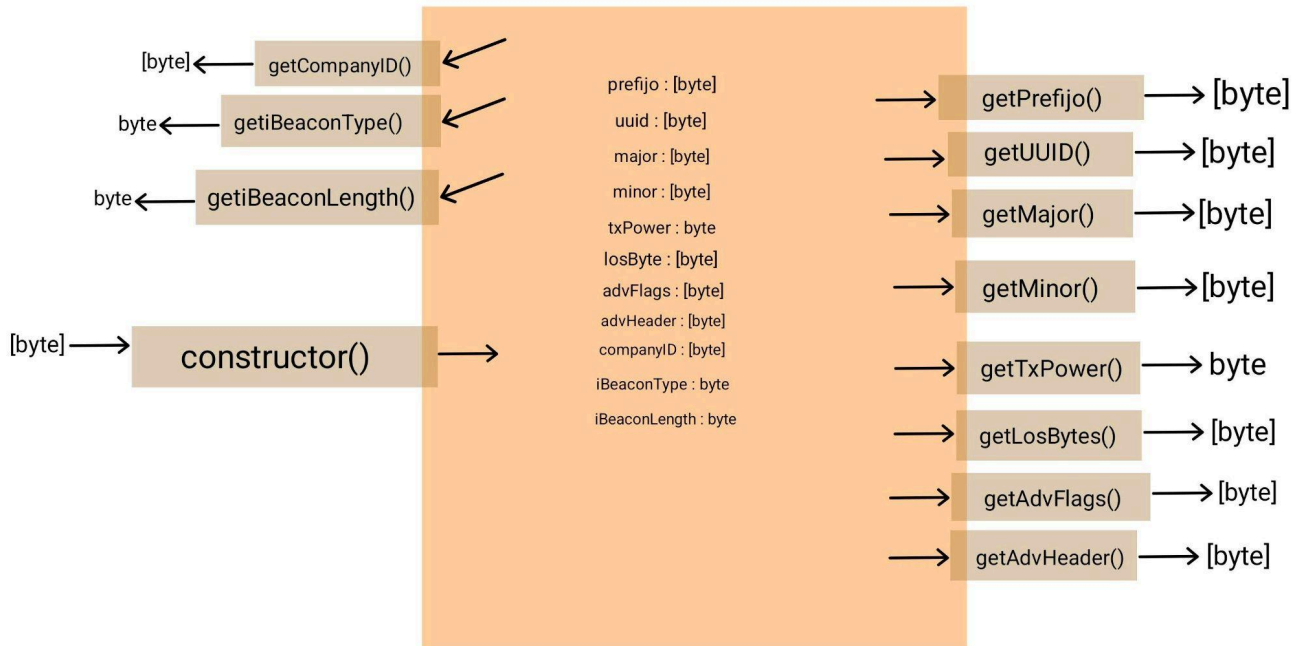 [byte]
getCompanyID()
byte
getiBeaconType()
byte
getiBeaconLength()
[byte]
constructor()
prefijo : [byte]
uuid : [byte]
major : [byte]
minor : [byte]
txPower : byte
losByte : [byte]
advFlags : [byte]
advHeader : [byte]
companyID : [byte]
iBeaconType : byte
iBeaconLength : byte
getPrefijo()
[byte]
getUUID()
[byte]
getMajor()
[byte]
getMinor()
[byte]
getTxPower()
byte
getLosBytes()
[byte]
getAdvFlags()
[byte]
getAdvHeader()
[byte]